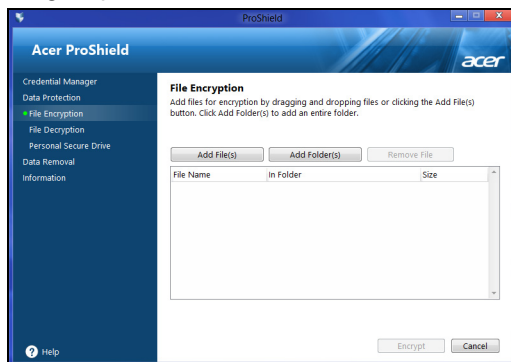 ProShield
Acer ProShield
acer
Credential Manager
Data Protection
File Encryption
File Decryption
Personal Secure Drive
Data Removal
Information
File Encryption
Add files for encryption by dragging and dropping files or clicking the Add File(s)
button. Click Add Folder(s) to add an entire folder.
Add File(s) Add Folder(s) Remove File
File Name In Folder Size
Encrypt Cancel
? Help